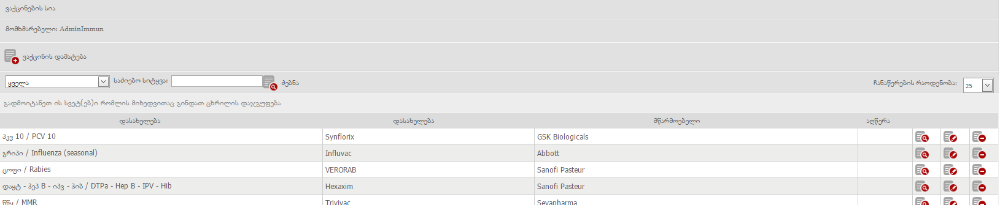 ვაქცინების სია
მომხმარებელი: AdminImmun
ვაქცინის დამატება
ყველა საძიებო სიტყვა: ძებნა ჩანაწერების რაოდენობა: 25
გადმოიტანეთ ის სვეტ(ებ)ი რომლის მიხედვითაც გინდათ ცხრილის დაჯგუფება
დასახელება დასახელება მწარმოებელი აღწერა
პკვ 10 / PCV 10 Synflorix GSK Biologicals
გრიპი / Influenza (seasonal) Influvac Abbott
ცოფი / Rabies VERORAB Sanofi Pasteur
დაყტ - ჰეპ B - იპვ - ჰიბ / DTPa - Hep B - IPV - Hib Hexaxim Sanofi Pasteur
წწყ / MMR Trivivac Sevapharma